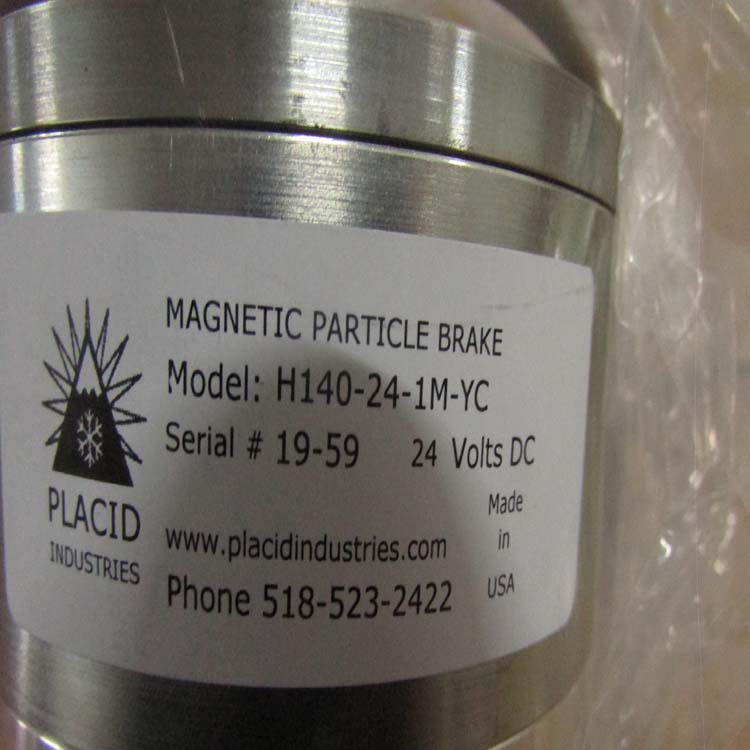 MAGNETIC PARTICLE BRAKE
Model: H140-24-1M-YC
Serial # 19-59 24 Volts DC
PLACID
INDUSTRIES
www.placidindustries.com
Phone 518-523-2422
Made
in
USA